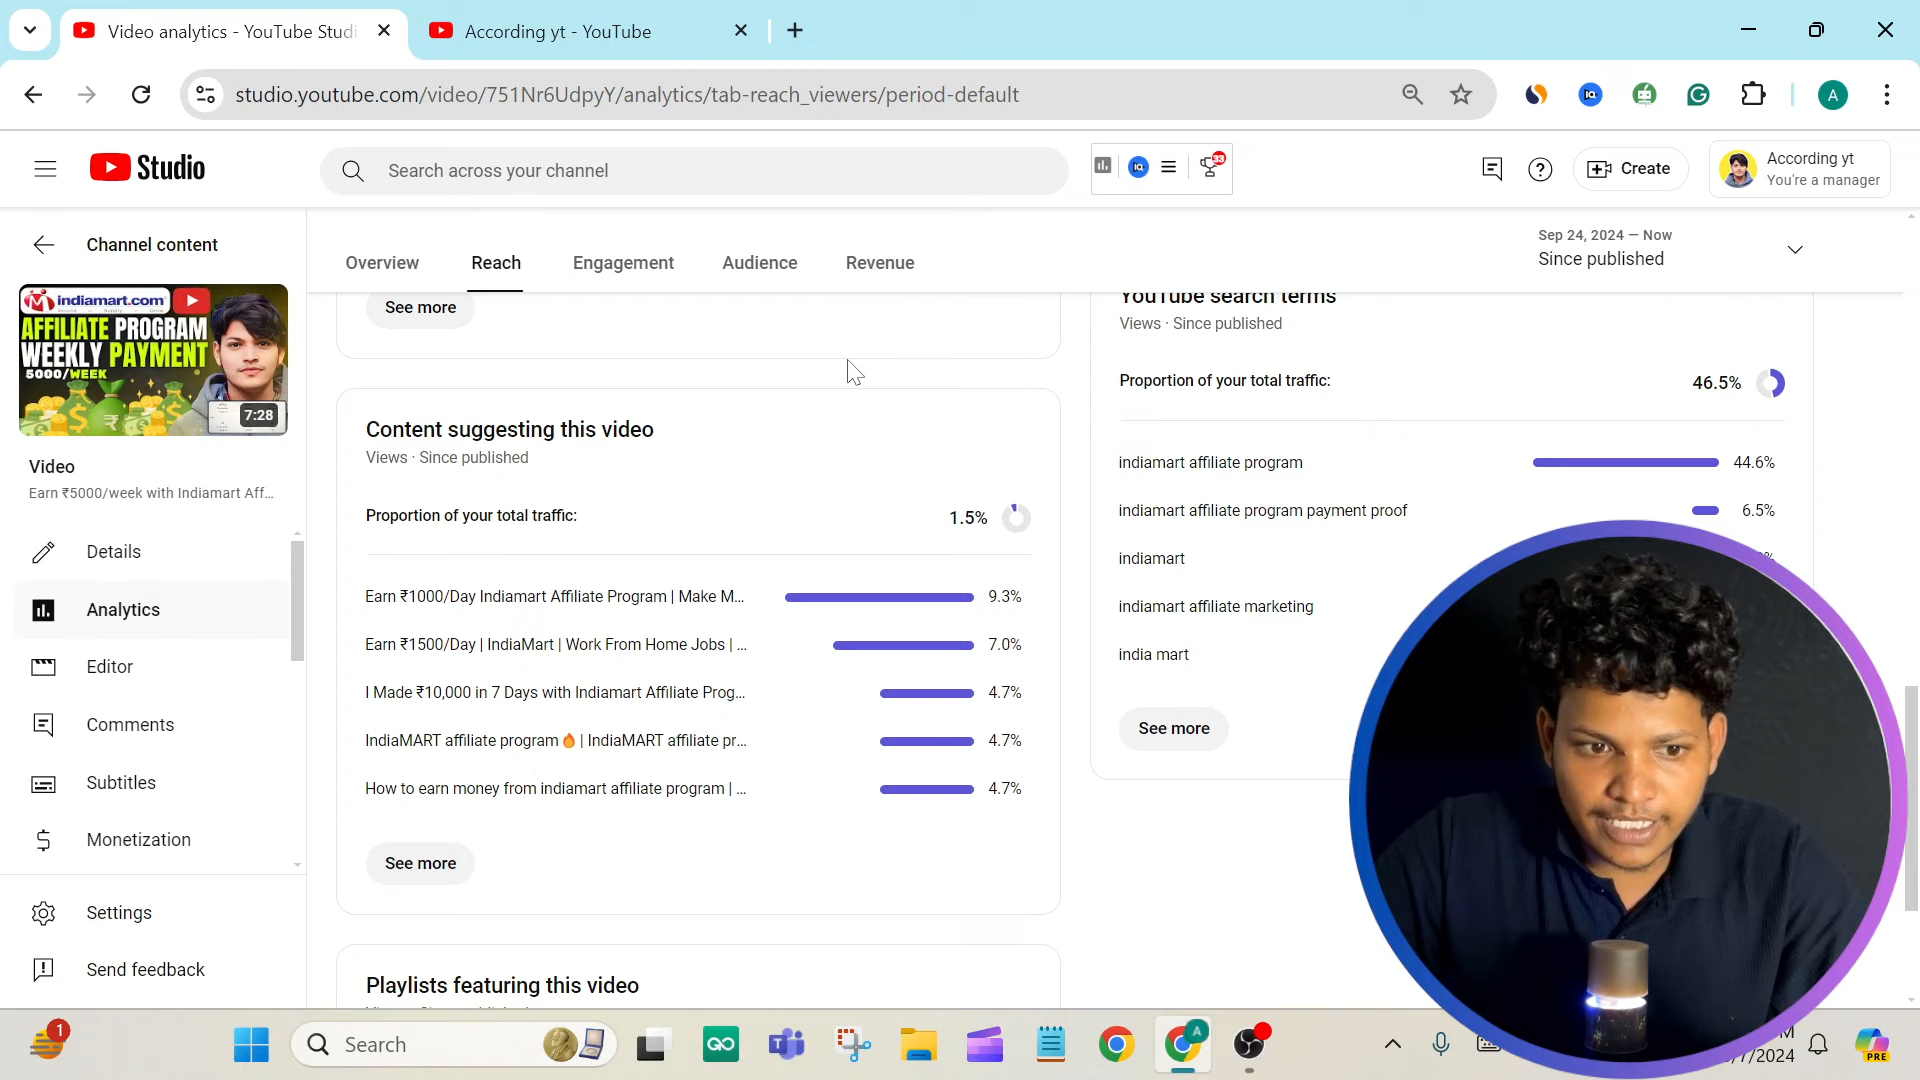 Video analytics - YouTube Studi
According yt - YouTube
studio.youtube.com/video/751Nr6UdpyY/analytics/tab-reach_viewers/period-default
A
Studio
Search across your channel
33
Create
According yt
You're a manager
Channel content
Overview
Reach
Engagement
Audience
Revenue
Sep 24, 2024 – Now
Since published
indiamart.com
AFFILIATE PROGRAM
WEEKLY PAYMENT
5000/WEEK
7:28
Video
Earn ₹5000/week with Indiamart Aff...
Details
Analytics
Editor
Comments
Subtitles
Monetization
Settings
Send feedback
See more
Content suggesting this video
Views · Since published
Proportion of your total traffic:
1.5%
Earn ₹1000/Day Indiamart Affiliate Program | Make M... 9.3%
Earn ₹1500/Day | IndiaMart | Work From Home Jobs | ... 7.0%
I Made ₹10,000 in 7 Days with Indiamart Affiliate Prog... 4.7%
IndiaMART affiliate program🔥 | IndiaMART affiliate pr... 4.7%
How to earn money from indiamart affiliate program | ... 4.7%
See more
Playlists featuring this video
YouTube search terms
Views · Since published
Proportion of your total traffic:
46.5%
indiamart affiliate program 44.6%
indiamart affiliate program payment proof 6.5%
indiamart
indiamart affiliate marketing
india mart
See more
1
Search
A
/7/2024
PRE